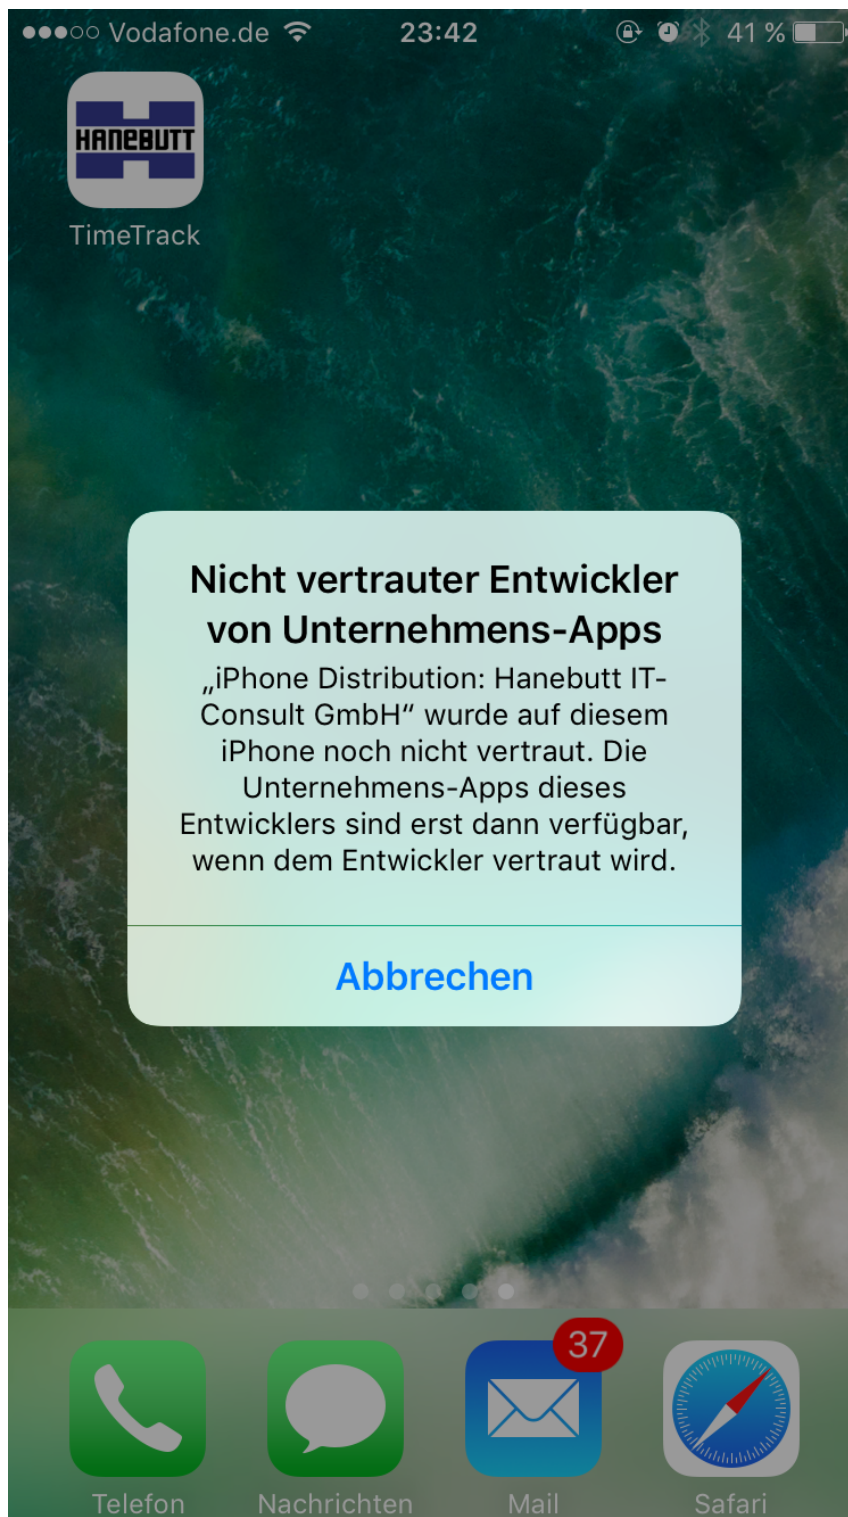 Vodafone.de 23:42 41 %
HANEBUTT
TimeTrack
Nicht vertrauter Entwickler
von Unternehmens-Apps
„iPhone Distribution: Hanebutt IT-
Consult GmbH“ wurde auf diesem
iPhone noch nicht vertraut. Die
Unternehmens-Apps dieses
Entwicklers sind erst dann verfügbar,
wenn dem Entwickler vertraut wird.
Abbrechen
37
Telefon Nachrichten Mail Safari